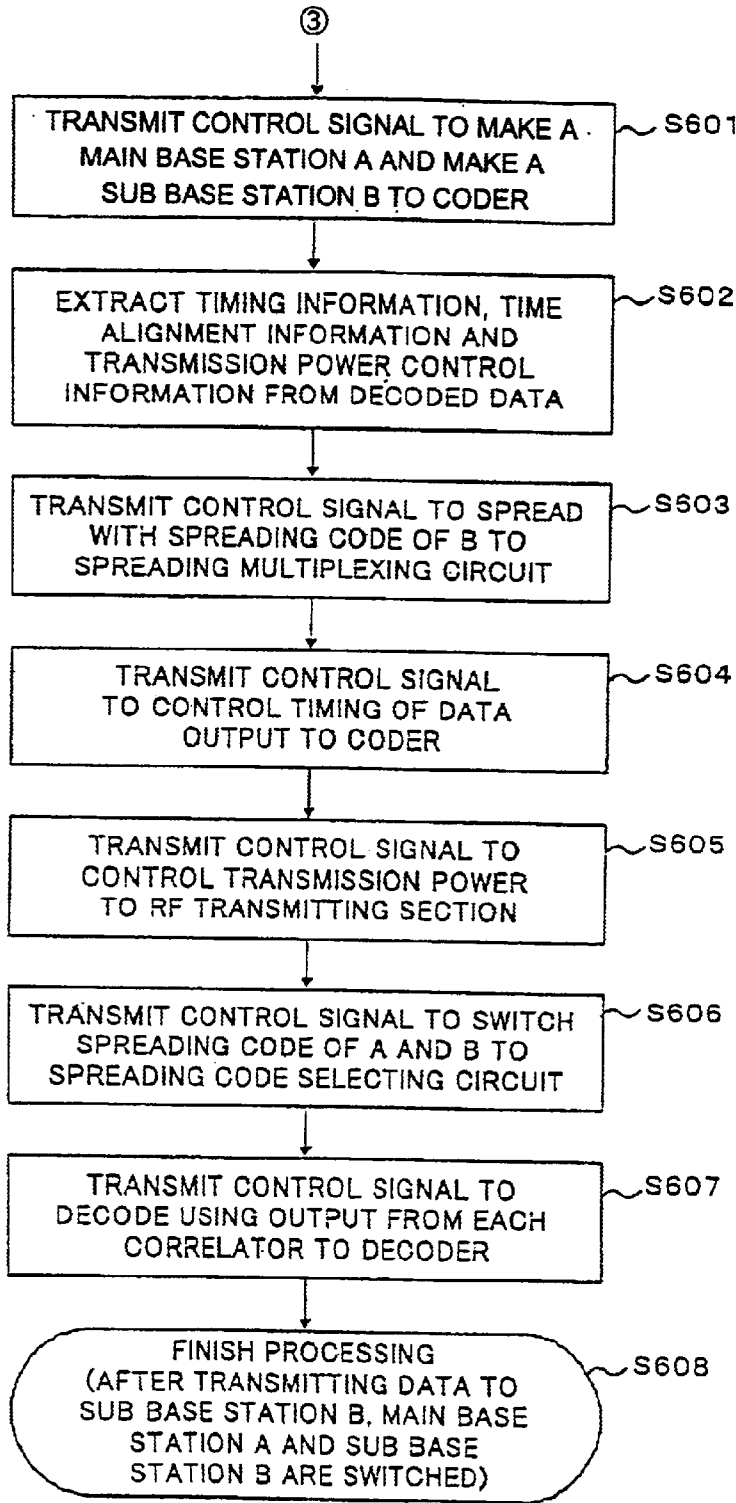 ③
TRANSMIT CONTROL SIGNAL TO MAKE A
MAIN BASE STATION A AND MAKE A
SUB BASE STATION B TO CODER
S601
EXTRACT TIMING INFORMATION, TIME
ALIGNMENT INFORMATION AND
TRANSMISSION POWER CONTROL
INFORMATION FROM DECODED DATA
S602
TRANSMIT CONTROL SIGNAL TO SPREAD
WITH SPREADING CODE OF B TO
SPREADING MULTIPLEXING CIRCUIT
S603
TRANSMIT CONTROL SIGNAL
TO CONTROL TIMING OF DATA
OUTPUT TO CODER
S604
TRANSMIT CONTROL SIGNAL TO
CONTROL TRANSMISSION POWER
TO RF TRANSMITTING SECTION
S605
TRANSMIT CONTROL SIGNAL TO SWITCH
SPREADING CODE OF A AND B TO
SPREADING CODE SELECTING CIRCUIT
S606
TRANSMIT CONTROL SIGNAL TO
DECODE USING OUTPUT FROM EACH
CORRELATOR TO DECODER
S607
FINISH PROCESSING
(AFTER TRANSMITTING DATA TO
SUB BASE STATION B, MAIN BASE
STATION A AND SUB BASE
STATION B ARE SWITCHED)
S608